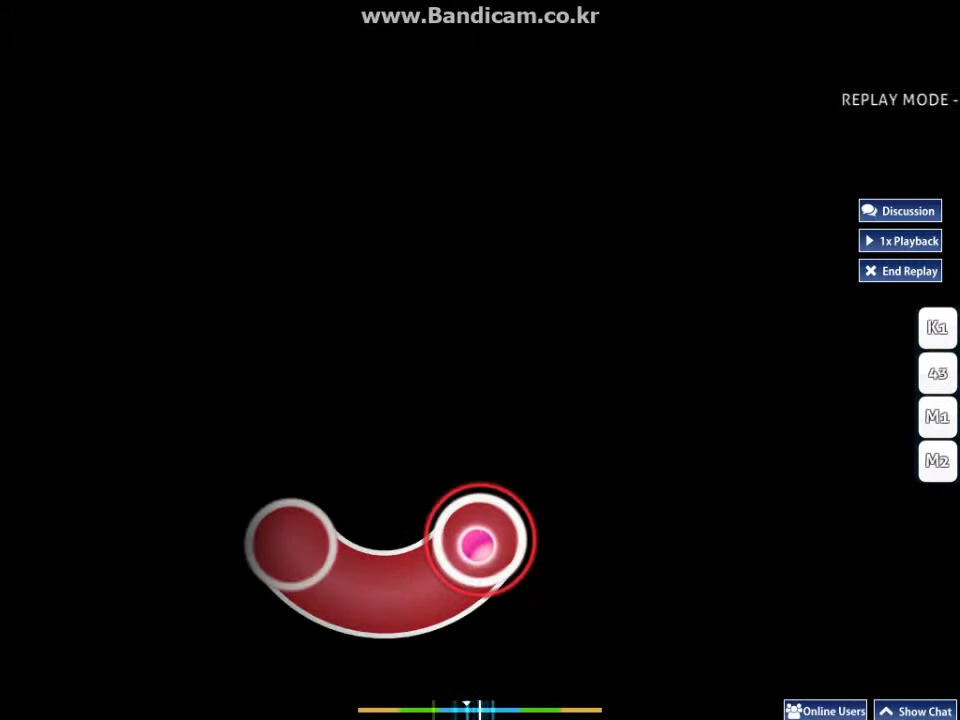 www.Bandicam.co.kr
REPLAY MODE -
Discussion
1x Playback
End Replay
K1
43
M1
M2
Online Users
Show Chat